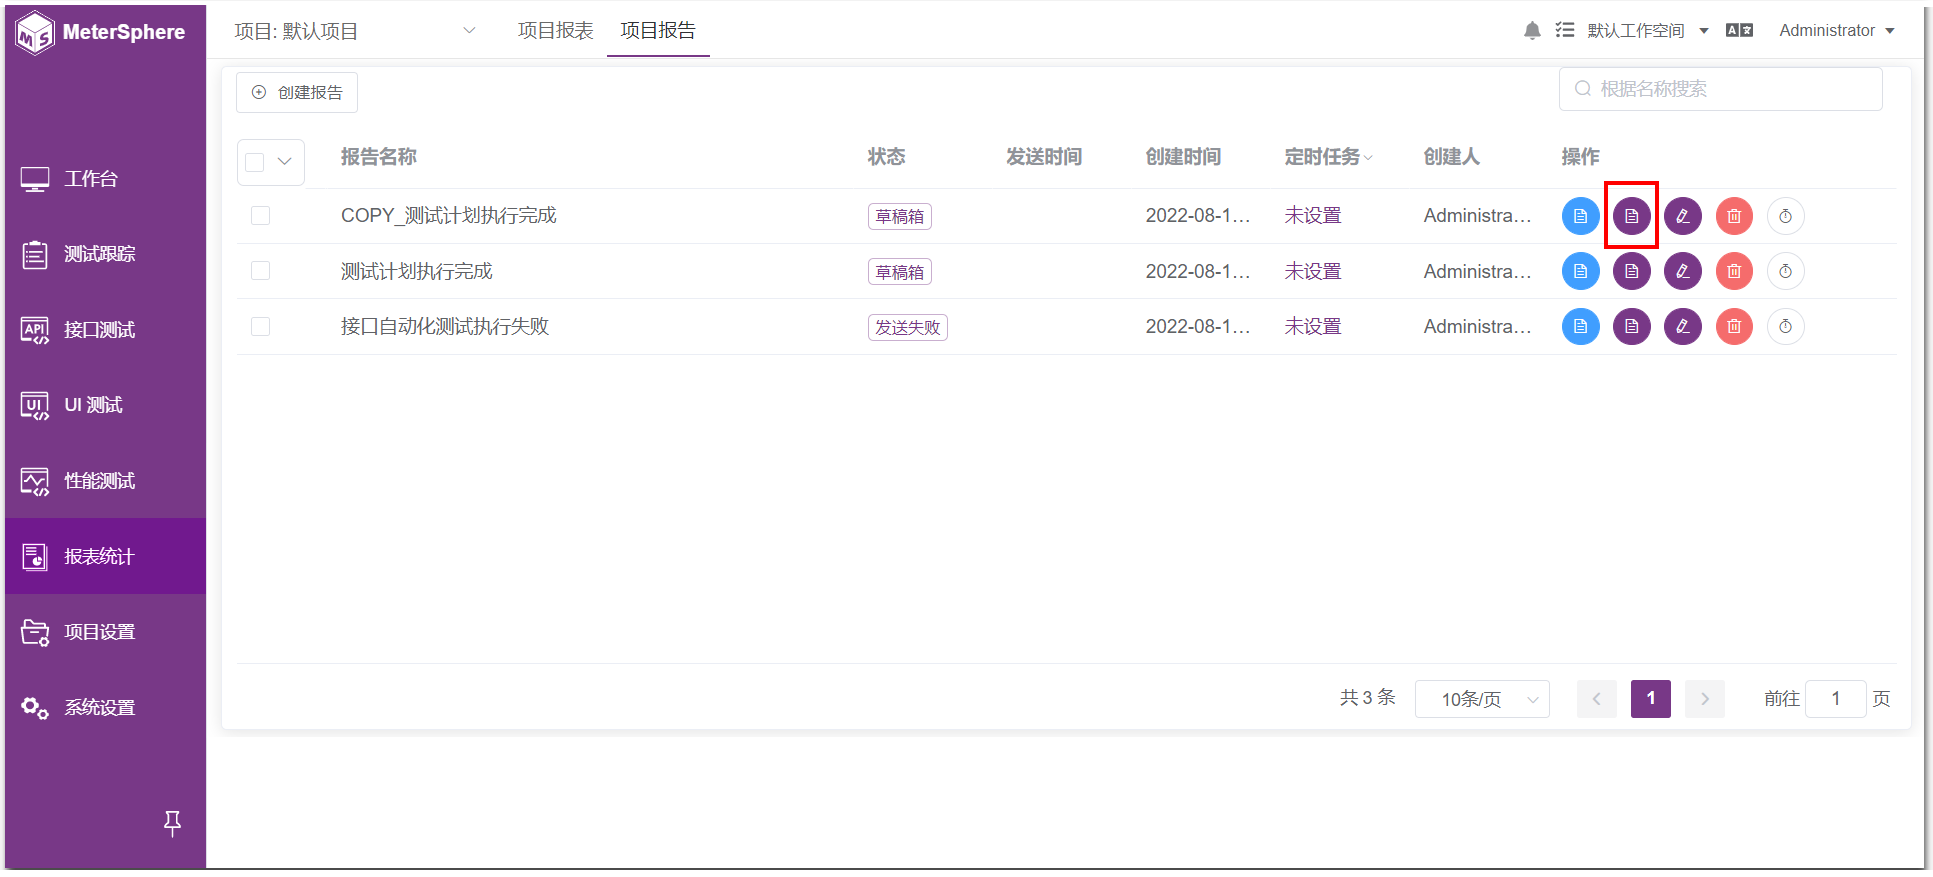 MeterSphere
项目: 默认项目
项目报表
项目报告
默认工作空间
Administrator
创建报告
根据名称搜索
报告名称 状态 发送时间 创建时间 定时任务 创建人 操作
COPY_测试计划执行完成 草稿箱 2022-08-1... 未设置 Administra...
测试计划执行完成 草稿箱 2022-08-1... 未设置 Administra...
接口自动化测试执行失败 发送失败 2022-08-1... 未设置 Administra...
共 3 条 10条/页 1 前往 1 页
工作台
测试跟踪
API 接口测试
UI UI 测试
性能测试
报表统计
项目设置
系统设置